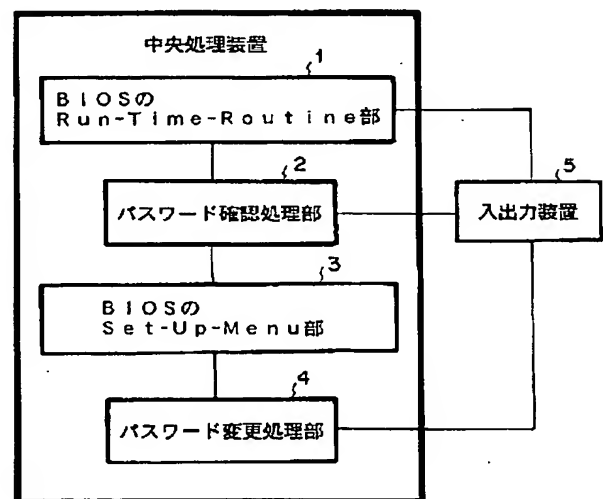 中央処理装置
1
BIOSの
Run-Time-Routine部
2
パスワード確認処理部
5
入出力装置
3
BIOSの
Set-Up-Menu部
4
パスワード変更処理部